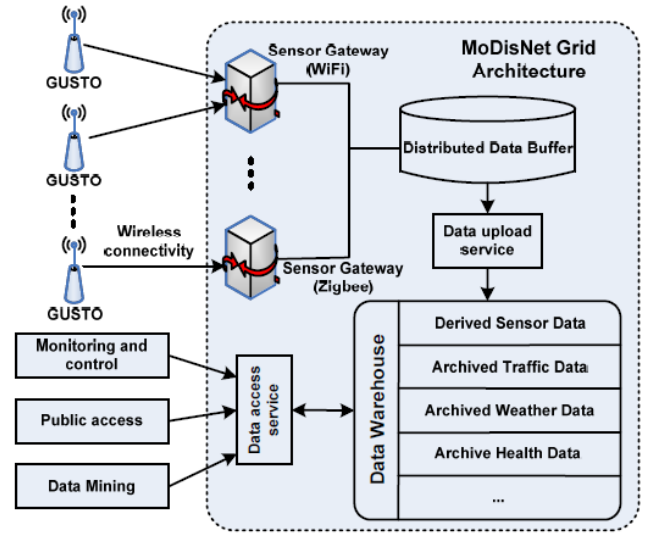 MoDisNet Grid
Architecture
GUSTO
Sensor Gateway
(WiFi)
GUSTO
Distributed Data Buffer
Wireless
connectivity
GUSTO
Sensor Gateway
(Zigbee)
Data upload
service
Monitoring and
control
Public access
Data Mining
Data access
service
Data Warehouse
Derived Sensor Data
Archived Traffic Data
Archived Weather Data
Archive Health Data
...